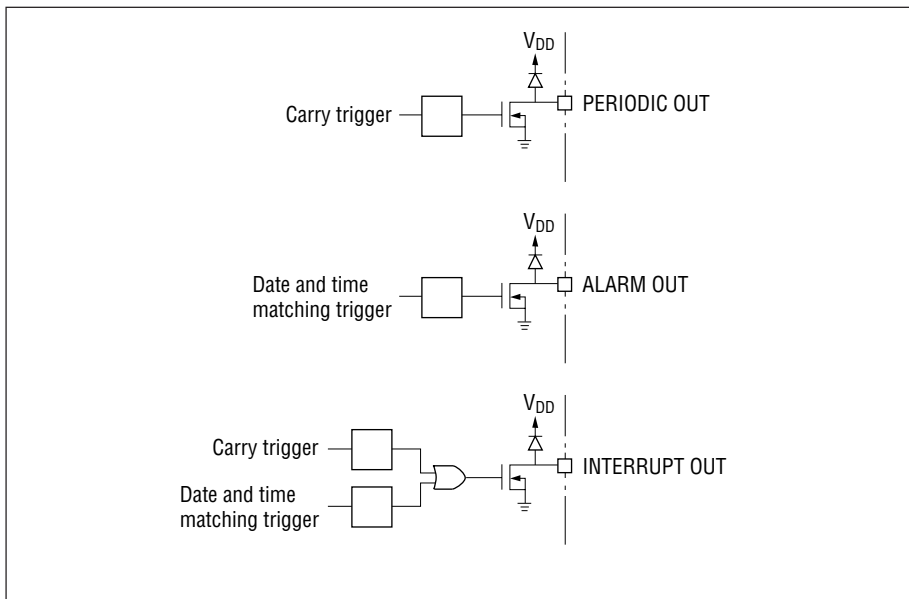 VDD
Carry trigger
PERIODIC OUT
VDD
Date and time
matching trigger
ALARM OUT
VDD
Carry trigger
INTERRUPT OUT
Date and time
matching trigger